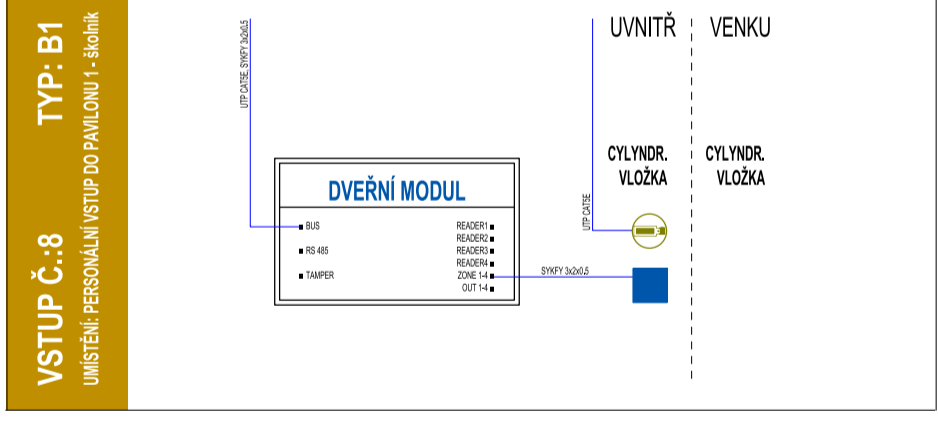 VSTUP Č.:8 TYP: B1
UMÍSTĚNÍ: PERSONÁLNÍ VSTUP DO PAVILONU 1 - školník
UTP CAT5E, SYKFY 3x2x0,5
UVNITŘ
VENKU
CYLYNDR.
VLOŽKA
CYLYNDR.
VLOŽKA
UTP CAT5E
DVEŘNÍ MODUL
BUS
RS 485
TAMPER
READER1
READER2
READER3
READER4
ZONE 1-4
OUT 1-4
SYKFY 3x2x0,5